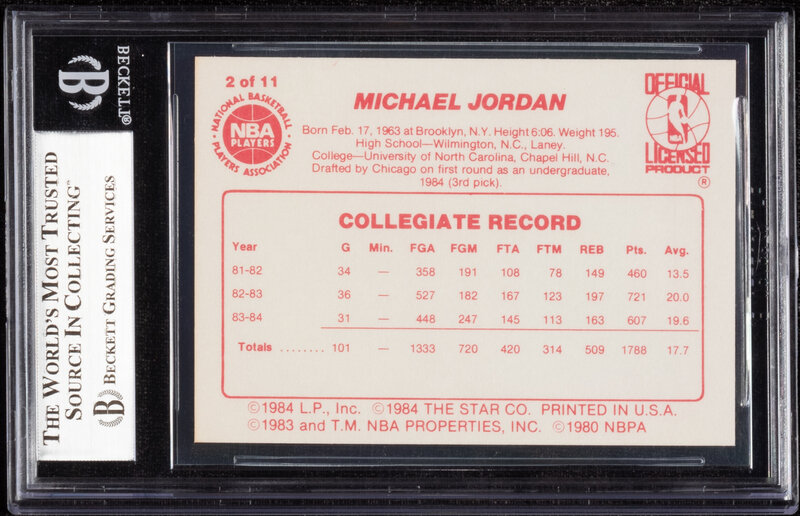 BECKETT®
B
THE WORLD'S MOST TRUSTED
SOURCE IN COLLECTING™
B BECKETT GRADING SERVICES
2 of 11
NATIONAL BASKETBALL
NBA
PLAYERS
PLAYERS ASSOCIATION
OFFICIAL
LICENSED
PRODUCT
®
MICHAEL JORDAN
Born Feb. 17, 1963 at Brooklyn, N.Y. Height 6:06. Weight 195.
High School—Wilmington, N.C., Laney.
College—University of North Carolina, Chapel Hill, N.C.
Drafted by Chicago on first round as an undergraduate,
1984 (3rd pick).
COLLEGIATE RECORD
Year G Min. FGA FGM FTA FTM REB Pts. Avg.
81-82 34 — 358 191 108 78 149 460 13.5
82-83 36 — 527 182 167 123 197 721 20.0
83-84 31 — 448 247 145 113 163 607 19.6
Totals ........ 101 — 1333 720 420 314 509 1788 17.7
©1984 L.P., Inc. ©1984 THE STAR CO. PRINTED IN U.S.A.
©1983 and T.M. NBA PROPERTIES, INC. ©1980 NBPA